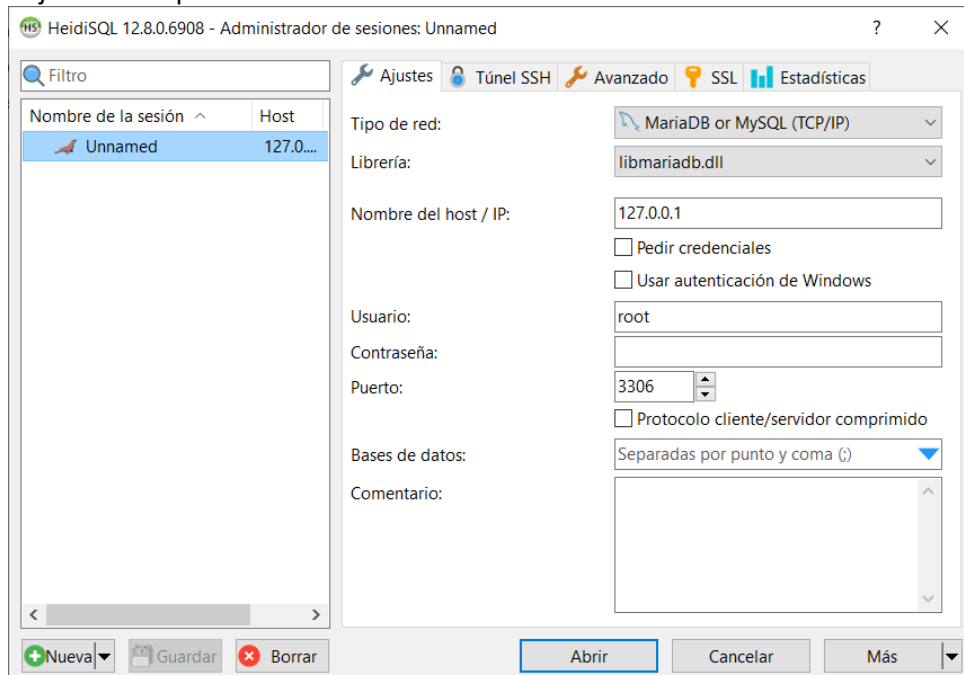 HeidiSQL 12.8.0.6908 - Administrador de sesiones: Unnamed
Filtro
Nombre de la sesión
Host
Unnamed
127.0....
Ajustes
Túnel SSH
Avanzado
SSL
Estadísticas
Tipo de red:
MariaDB or MySQL (TCP/IP)
Librería:
libmariadb.dll
Nombre del host / IP:
127.0.0.1
Pedir credenciales
Usar autenticación de Windows
Usuario:
root
Contraseña:
Puerto:
3306
Protocolo cliente/servidor comprimido
Bases de datos:
Separadas por punto y coma (;)
Comentario:
Nueva
Guardar
Borrar
Abrir
Cancelar
Más